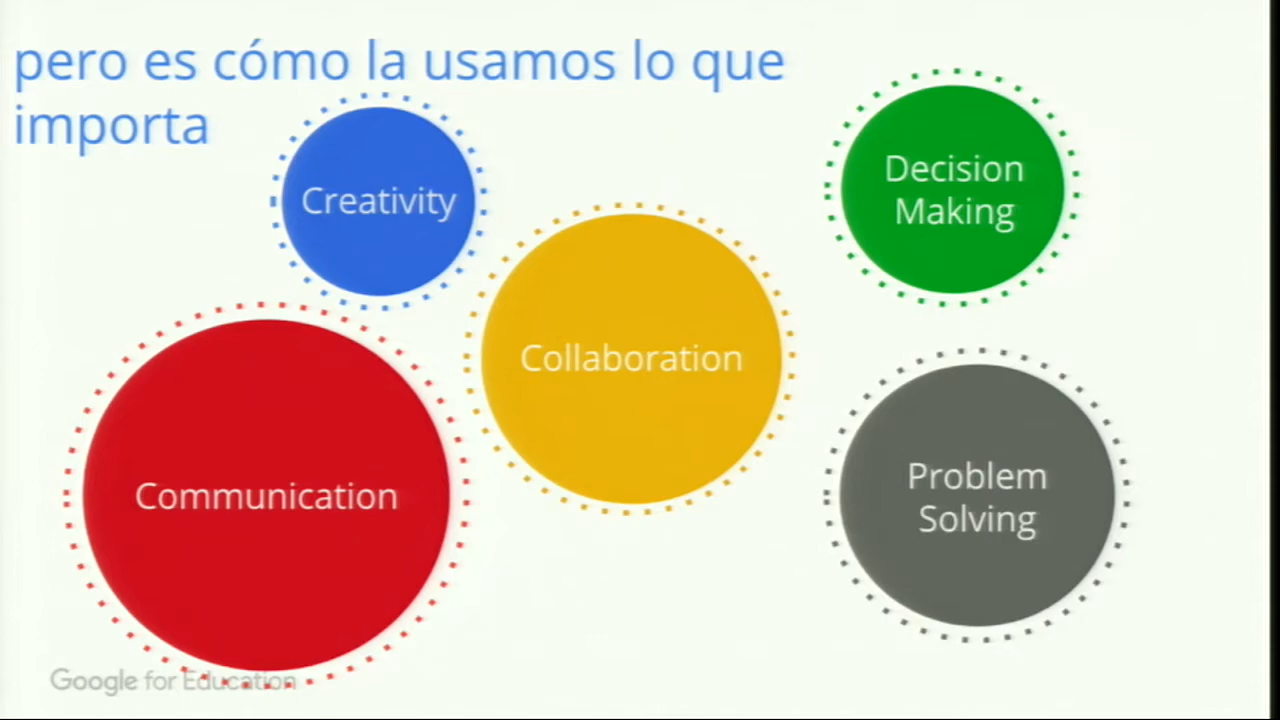 pero es cómo la usamos lo que
importa
Creativity
Decision
Making
Collaboration
Communication
Problem
Solving
Google for Education